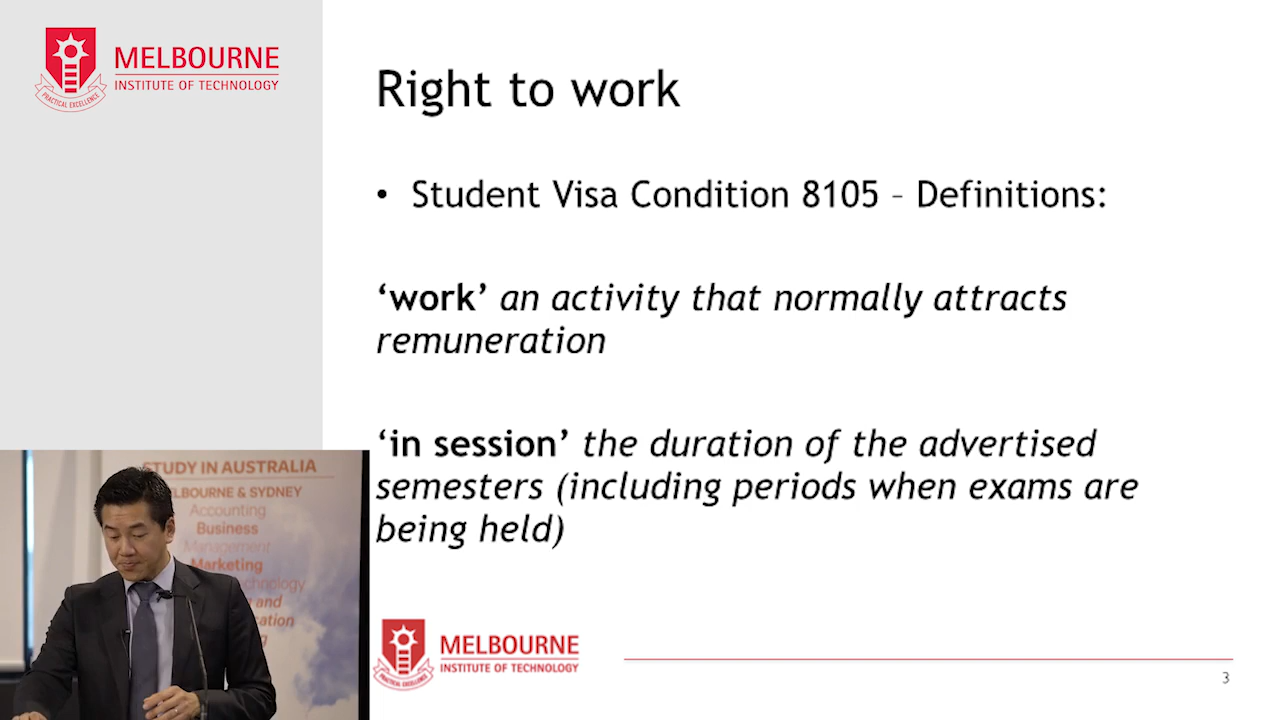 MELBOURNE
INSTITUTE OF TECHNOLOGY
PRACTICAL EXCELLENCE
Right to work
• Student Visa Condition 8105 – Definitions:
‘work’ an activity that normally attracts
remuneration
‘in session’ the duration of the advertised
semesters (including periods when exams are
being held)
STUDY IN AUSTRALIA
MELBOURNE & SYDNEY
Accounting
Business
Management
Marketing
and
MELBOURNE
INSTITUTE OF TECHNOLOGY
PRACTICAL EXCELLENCE
3